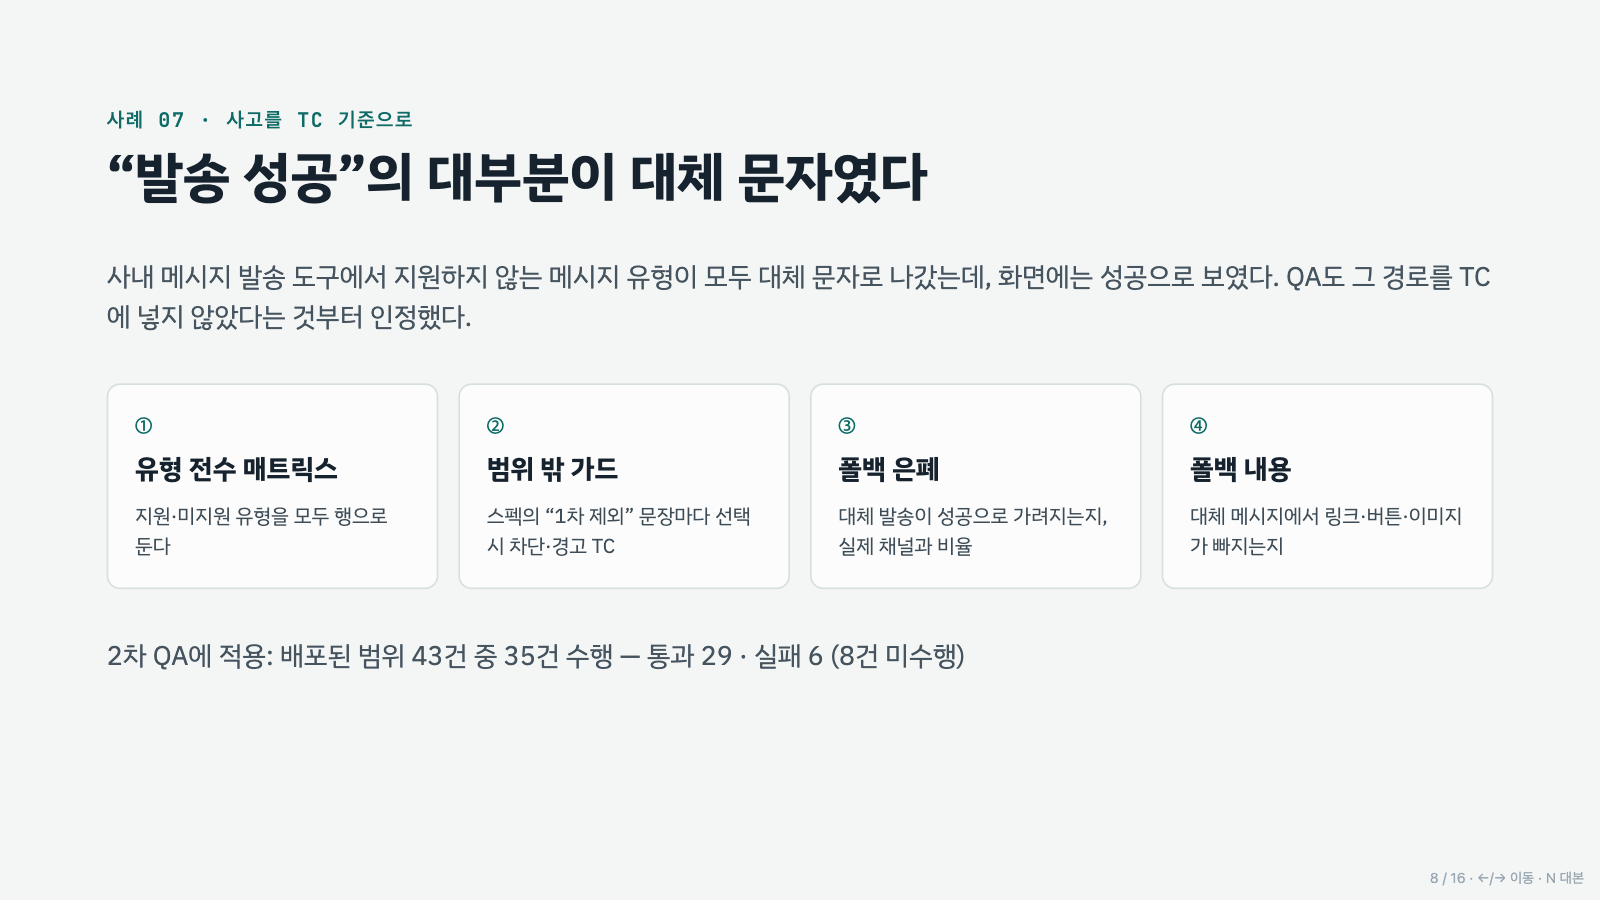 사례 07 · 사고를 TC 기준으로
“발송 성공”의 대부분이 대체 문자였다
사내 메시지 발송 도구에서 지원하지 않는 메시지 유형이 모두 대체 문자로 나갔는데, 화면에는 성공으로 보였다. QA도 그 경로를 TC
에 넣지 않았다는 것부터 인정했다.
①
유형 전수 매트릭스
지원·미지원 유형을 모두 행으로
둔다
②
범위 밖 가드
스펙의 “1차 제외” 문장마다 선택
시 차단·경고 TC
③
폴백 은폐
대체 발송이 성공으로 가려지는지,
실제 채널과 비율
④
폴백 내용
대체 메시지에서 링크·버튼·이미지
가 빠지는지
2차 QA에 적용: 배포된 범위 43건 중 35건 수행 — 통과 29 · 실패 6 (8건 미수행)
8 / 16 · ←/→ 이동 · N 대본